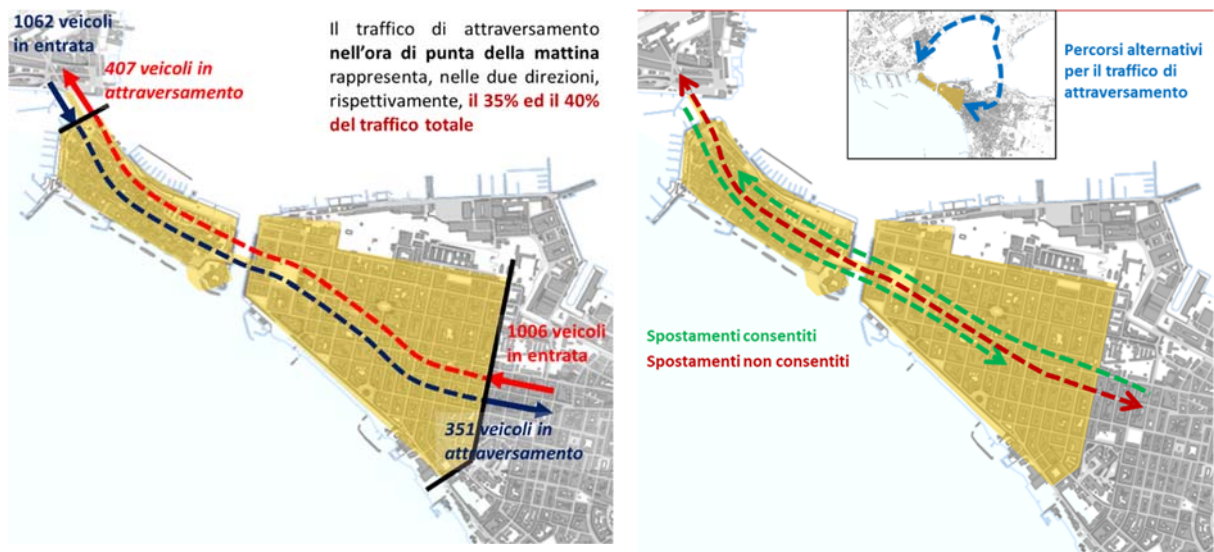 1062 veicoli
in entrata
407 veicoli in
attraversamento
Il traffico di attraversamento
nell'ora di punta della mattina
rappresenta, nelle due direzioni,
rispettivamente, il 35% ed il 40%
del traffico totale
1006 veicoli
in entrata
351 veicoli in
attraversamento
Percorsi alternativi
per il traffico di
attraversamento
Spostamenti consentiti
Spostamenti non consentiti